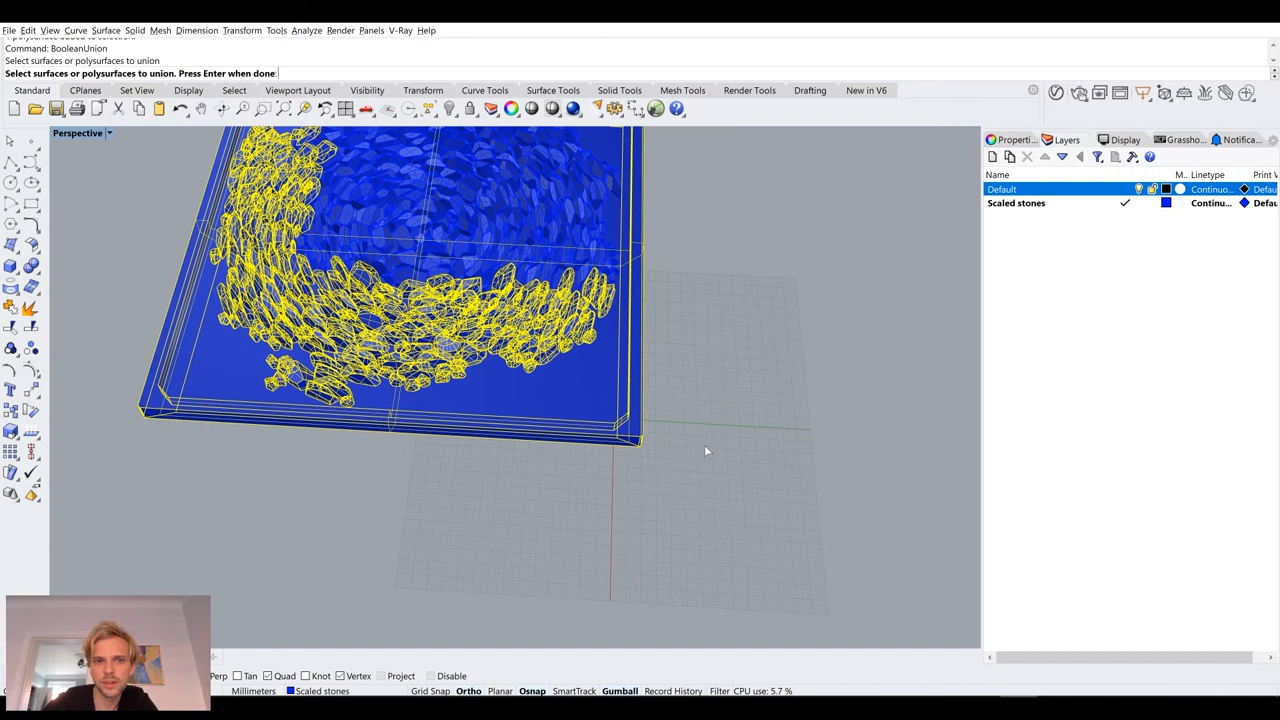 File Edit View Curve Surface Solid Mesh Dimension Transform Tools Analyze Render Panels V-Ray Help
Command: BooleanUnion
Select surfaces or polysurfaces to union
Select surfaces or polysurfaces to union. Press Enter when done:
Standard CPlanes Set View Display Select Viewport Layout Visibility Transform Curve Tools Surface Tools Solid Tools Mesh Tools Render Tools Drafting New in V6
Perspective
Properti... Layers Display Grassho... Notifica...
Name M.. Linetype Print W
Default Continuo... Defau
Scaled stones Continu... Defau
Perp Tan Quad Knot Vertex Project Disable
Millimeters Scaled stones Grid Snap Ortho Planar Osnap SmartTrack Gumball Record History Filter CPU use: 5.7 %